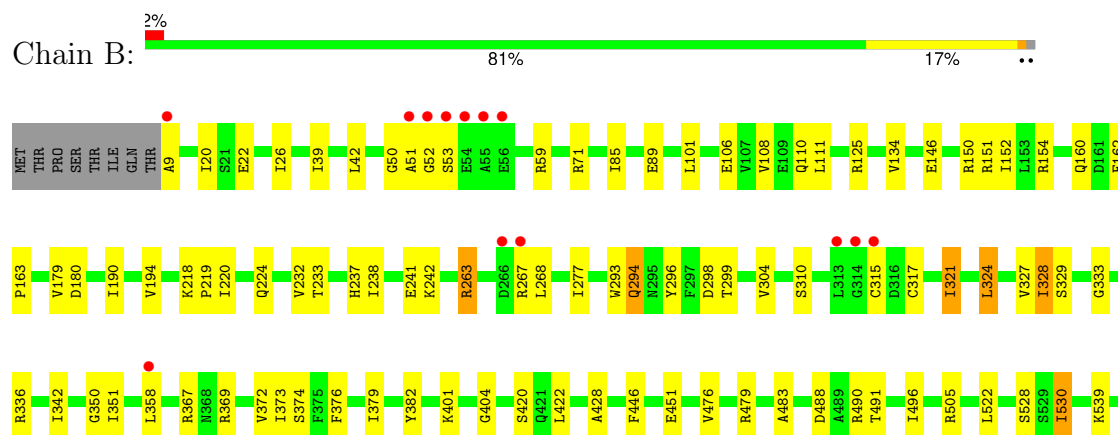 2%
Chain B:
81% 17% ••
MET THR PRO SER THR ILE GLN THR A9 I20 S21 E22 I26 I39 L42 G50 A51 G52 S53 E54 A55 E56 R59 R71 I85 E89 L101 E106 V107 V108 E109 Q110 L111 R125 V134 E146 R150 R151 I152 L153 R154 Q160 D161 E162
P163 V179 D180 I190 V194 K218 P219 I220 Q224 V232 T233 H237 I238 E241 K242 R263 D266 R267 L268 I277 W293 Q294 N295 Y296 F297 D298 T299 V304 S310 L313 G314 C315 D316 C317 I321 L324 V327 I328 S329 G333
R336 I342 G350 I351 L358 R367 N368 R369 V372 I373 S374 F375 F376 I379 Y382 K401 G404 S420 Q421 L422 A428 F446 E451 V476 R479 A483 D488 A489 R490 T491 I496 R505 L522 S528 S529 I530 K539